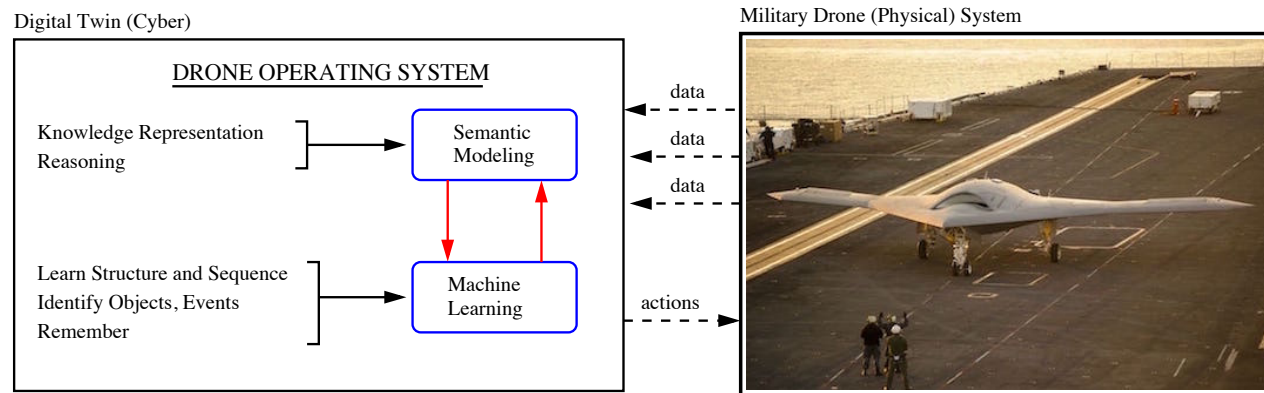 Digital Twin (Cyber)
Military Drone (Physical) System
DRONE OPERATING SYSTEM
Knowledge Representation
Reasoning
Semantic
Modeling
Learn Structure and Sequence
Identify Objects, Events
Remember
Machine
Learning
data
data
data
actions